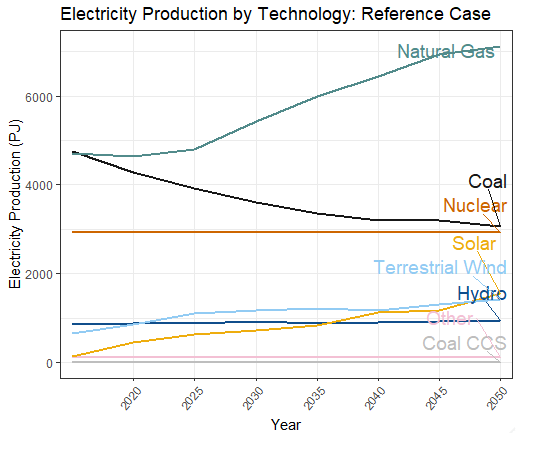 Electricity Production by Technology: Reference Case
Electricity Production (PJ)
6000
4000
2000
0
Natural Gas
Coal
Nuclear
Solar
Terrestrial Wind
Hydro
Other
Coal CCS
2020
2025
2030
2035
2040
2045
2050
Year